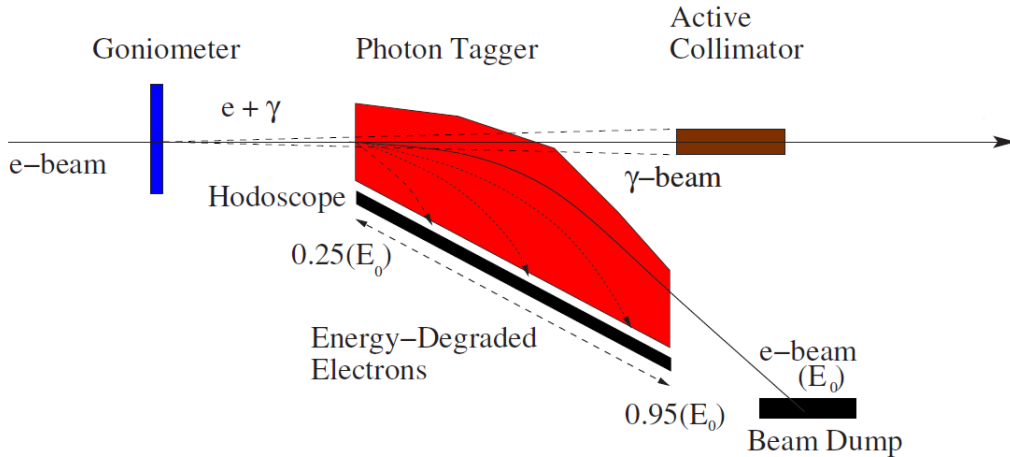 Goniometer
Photon Tagger
Active
Collimator
e + γ
e−beam
γ−beam
Hodoscope
0.25(E₀)
Energy−Degraded
Electrons
0.95(E₀)
e−beam
(E₀)
Beam Dump